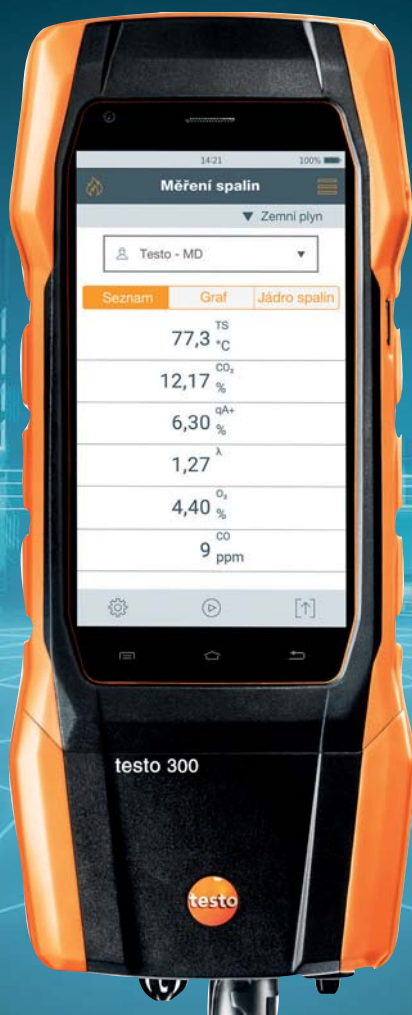 14:21 100%
Měření spalin
▼ Zemni plyn
Testo - MD ▼
Seznam Graf Jádro spalin
77,3 TS °C
12,17 CO₂ %
6,30 qA+ %
1,27 λ
4,40 O₂ %
9 CO ppm
testo 300
testo